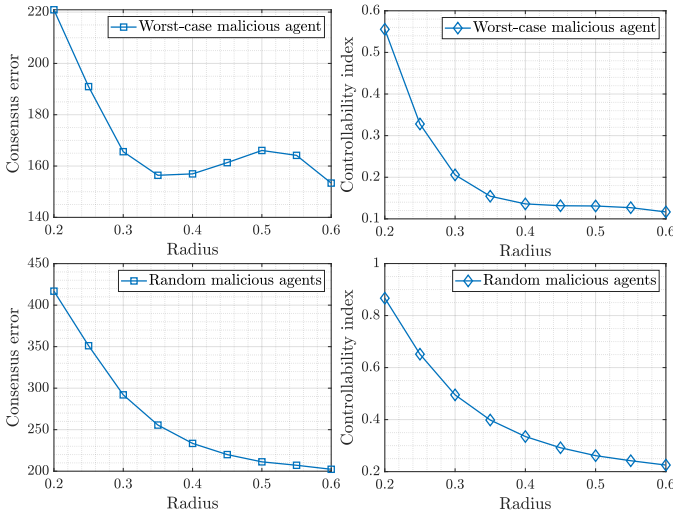 Worst-case malicious agent
220
200
180
160
140
Consensus error
0.2 0.3 0.4 0.5 0.6
Radius
Worst-case malicious agent
0.6
0.5
0.4
0.3
0.2
0.1
Controllability index
0.2 0.3 0.4 0.5 0.6
Radius
Random malicious agents
450
400
350
300
250
200
Consensus error
0.2 0.3 0.4 0.5 0.6
Radius
Random malicious agents
1
0.8
0.6
0.4
0.2
Controllability index
0.2 0.3 0.4 0.5 0.6
Radius